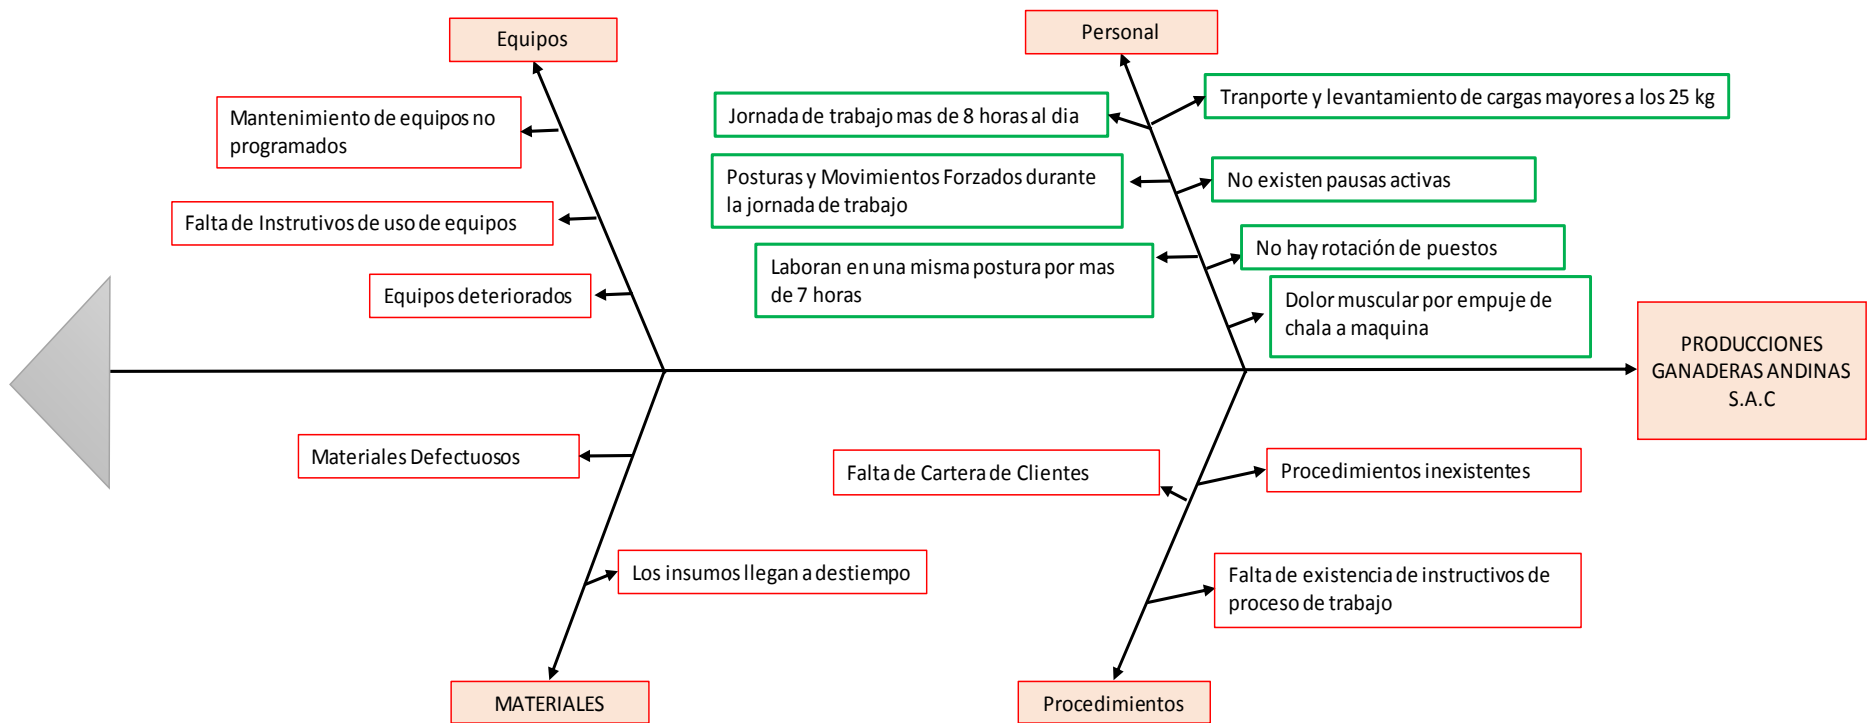 Equipos
Personal
Mantenimiento de equipos no
programados
Jornada de trabajo mas de 8 horas al dia
Tranporte y levantamiento de cargas mayores a los 25 kg
Posturas y Movimientos Forzados durante
la jornada de trabajo
No existen pausas activas
Falta de Instrutivos de uso de equipos
No hay rotación de puestos
Laboran en una misma postura por mas
de 7 horas
Equipos deteriorados
Dolor muscular por empuje de
chala a maquina
PRODUCCIONES
GANADERAS ANDINAS
S.A.C
Materiales Defectuosos
Falta de Cartera de Clientes
Procedimientos inexistentes
Los insumos llegan a destiempo
Falta de existencia de instructivos de
proceso de trabajo
MATERIALES
Procedimientos